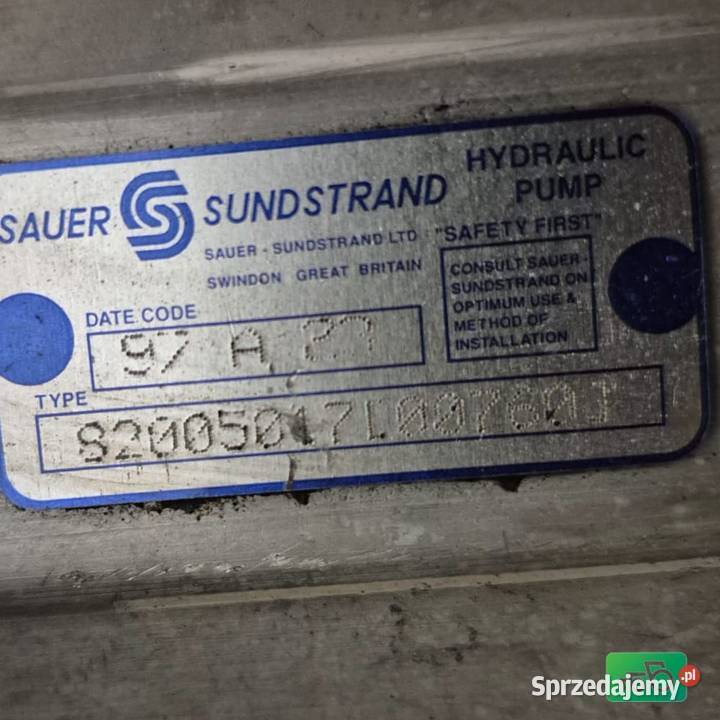 SAUER SUNDSTRAND
HYDRAULIC
PUMP
SAUER - SUNDSTRAND LTD
SWINDON GREAT BRITAIN
"SAFETY FIRST"
CONSULT SAUER -
SUNDSTRAND ON
OPTIMUM USE &
METHOD OF
INSTALLATION
DATE CODE
97 A 27
TYPE
Sprzedajemy.pl